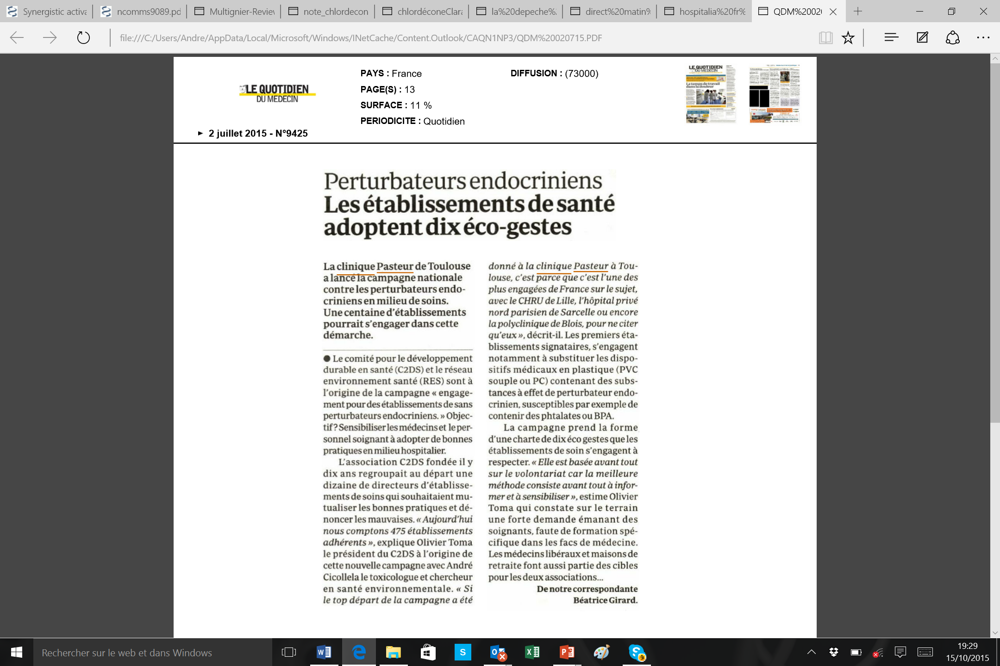 Synergistic activa
ncomms9089.pd
Multignier-Review
note_chlordecon
chlordéconeClara
la%20depeche%
direct%20matin%
hospitalia%20fr%
QDM%2002
file:///C:/Users/Andre/AppData/Local/Microsoft/Windows/INetCache/Content.Outlook/CAQN1NP3/QDM%20020715.PDF
LE QUOTIDIEN
DU MEDECIN
PAYS : France
PAGE(S) : 13
SURFACE : 11 %
PERIODICITE : Quotidien
DIFFUSION : (73000)
LE QUOTIDIEN
DU MEDECIN
Le temps de travail
dans la douleur
► 2 juillet 2015 - N°9425
Perturbateurs endocriniens
Les établissements de santé
adoptent dix éco-gestes
La clinique Pasteur de Toulouse
a lancé la campagne nationale
contre les perturbateurs endo-
criniens en milieu de soins.
Une centaine d'établissements
pourrait s'engager dans cette
démarche.
● Le comité pour le développement
durable en santé (C2DS) et le réseau
environnement santé (RES) sont à
l'origine de la campagne « engage-
ment pour des établissements de sans
perturbateurs endocriniens. » Objec-
tif ? Sensibiliser les médecins et le per-
sonnel soignant à adopter de bonnes
pratiques en milieu hospitalier.
L'association C2DS fondée il y
dix ans regroupait au départ une
dizaine de directeurs d'établisse-
ments de soins qui souhaitaient mu-
tualiser les bonnes pratiques et dé-
noncer les mauvaises. « Aujourd'hui
nous comptons 475 établissements
adhérents », explique Olivier Toma
le président du C2DS à l'origine de
cette nouvelle campagne avec André
Cicollela le toxicologue et chercheur
en santé environnementale. « Si
le top départ de la campagne a été
donné à la clinique Pasteur à Tou-
louse, c'est parce que c'est l'une des
plus engagées de France sur le sujet,
avec le CHRU de Lille, l'hôpital privé
nord parisien de Sarcelle ou encore
la polyclinique de Blois, pour ne citer
qu'eux », décrit-il. Les premiers éta-
blissements signataires, s'engagent
notamment à substituer les dispo-
sitifs médicaux en plastique (PVC
souple ou PC) contenant des subs-
tances à effet de perturbateur endo-
crinien, susceptibles par exemple de
contenir des phtalates ou BPA.
La campagne prend la forme
d'une charte de dix éco gestes que les
établissements de soin s'engagent à
respecter. « Elle est basée avant tout
sur le volontariat car la meilleure
méthode consiste avant tout à infor-
mer et à sensibiliser », estime Olivier
Toma qui constate sur le terrain
une forte demande émanant des
soignants, faute de formation spé-
cifique dans les facs de médecine.
Les médecins libéraux et maisons de
retraite font aussi partie des cibles
pour les deux associations...
De notre correspondante
Béatrice Girard.
Rechercher sur le web et dans Windows
19:29
15/10/2015